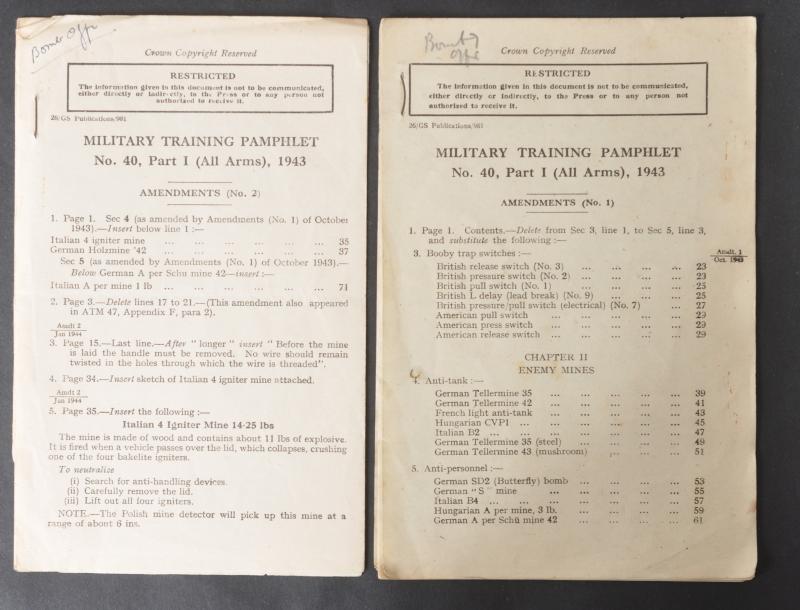 Bomb Offr
Crown Copyright Reserved
RESTRICTED
The information given in this document is not to be communicated,
either directly or indirectly, to the Press or to any person not
authorized to receive it.
26/GS Publications/981
MILITARY TRAINING PAMPHLET
No. 40, Part I (All Arms), 1943
AMENDMENTS (No. 2)
1. Page 1. Sec 4 (as amended by Amendments (No. 1) of October
1943).—Insert below line 1 :—
Italian 4 igniter mine ... ... ... ... ... ... 35
German Holzmine '42 ... ... ... ... ... ... 37
Sec 5 (as amended by Amendments (No. 1) of October 1943).—
Below German A per Schu mine 42—insert :—
Italian A per mine 1 lb ... ... ... ... ... ... 71
2. Page 3.—Delete lines 17 to 21.—(This amendment also appeared
in ATM 47, Appendix F, para 2).
Amdt 2
Jan 1944
3. Page 15.—Last line.—After " longer " insert " Before the mine
is laid the handle must be removed. No wire should remain
twisted in the holes through which the wire is threaded".
4. Page 34.—Insert sketch of Italian 4 igniter mine attached.
Amdt 2
Jan 1944
5. Page 35.—Insert the following :—
Italian 4 Igniter Mine 14-25 lbs
The mine is made of wood and contains about 11 lbs of explosive.
It is fired when a vehicle passes over the lid, which collapses, crushing
one of the four bakelite igniters.
To neutralize
(i) Search for anti-handling devices.
(ii) Carefully remove the lid.
(iii) Lift out all four igniters.
NOTE.—The Polish mine detector will pick up this mine at a
range of about 6 ins.
Bomb
Offr
Crown Copyright Reserved
RESTRICTED
The information given in this document is not to be communicated,
either directly or indirectly, to the Press or to any person not
authorized to receive it.
26/GS Publications/981
MILITARY TRAINING PAMPHLET
No. 40, Part I (All Arms), 1943
AMENDMENTS (No. 1)
1. Page 1. Contents.—Delete from Sec 3, line 1, to Sec 5, line 3,
and substitute the following :—
Amdt. 1
Oct. 1943
3. Booby trap switches :—
British release switch (No. 3) ... ... ... ... 23
British pressure switch (No. 2) ... ... ... ... 23
British pull switch (No. 1) ... ... ... ... 25
British L delay (lead break) (No. 9) ... ... ... 25
British pressure/pull switch (electrical) (No. 7) ... 27
American pull switch ... ... ... ... ... 29
American press switch ... ... ... ... ... 29
American release switch ... ... ... ... ... 29
CHAPTER II
ENEMY MINES
4. Anti-tank :—
German Tellermine 35 ... ... ... ... ... 39
German Tellermine 42 ... ... ... ... ... 41
French light anti-tank ... ... ... ... ... 43
Hungarian CVP1 ... ... ... ... ... ... 45
Italian B2 ... ... ... ... ... ... ... 47
German Tellermine 35 (steel) ... ... ... ... 49
German Tellermine 43 (mushroom) ... ... ... 51
5. Anti-personnel :—
German SD2 (Butterfly) bomb ... ... ... ... 53
German "S" mine ... ... ... ... ... 55
Italian B4 ... ... ... ... ... ... ... 57
Hungarian A per mine, 3 lb. ... ... ... ... 59
German A per Schü mine 42 ... ... ... ... 61